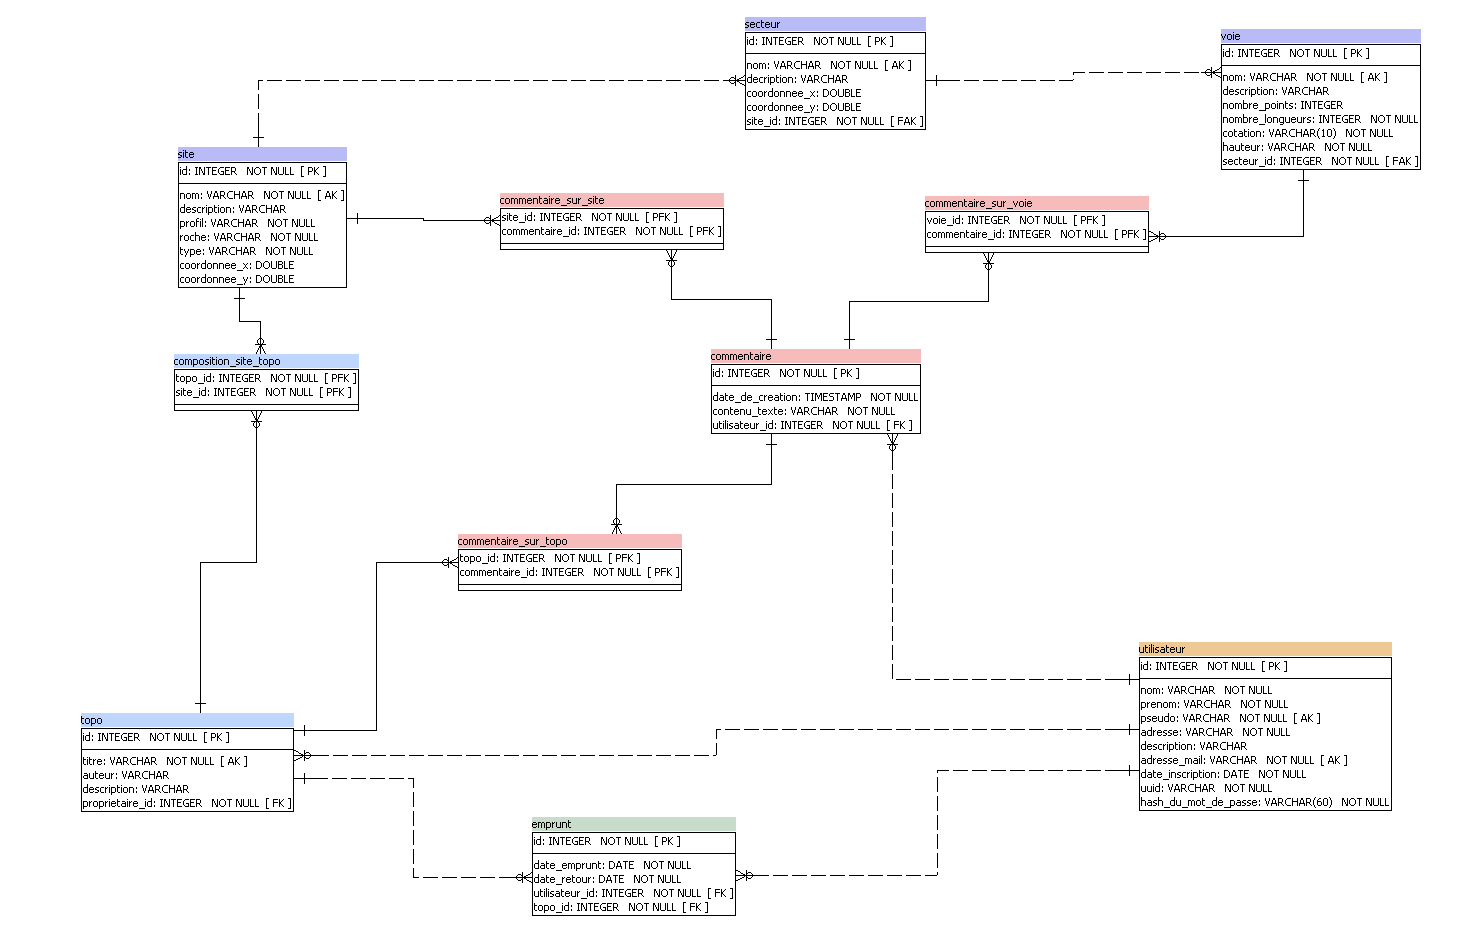 secteur
id: INTEGER NOT NULL [ PK ]
nom: VARCHAR NOT NULL [ AK ]
decription: VARCHAR
coordonnee_x: DOUBLE
coordonnee_y: DOUBLE
site_id: INTEGER NOT NULL [ FAK ]
voie
id: INTEGER NOT NULL [ PK ]
nom: VARCHAR NOT NULL [ AK ]
description: VARCHAR
nombre_points: INTEGER
nombre_longueurs: INTEGER NOT NULL
cotation: VARCHAR(10) NOT NULL
hauteur: VARCHAR NOT NULL
secteur_id: INTEGER NOT NULL [ FAK ]
site
id: INTEGER NOT NULL [ PK ]
nom: VARCHAR NOT NULL [ AK ]
description: VARCHAR
profil: VARCHAR NOT NULL
roche: VARCHAR NOT NULL
type: VARCHAR NOT NULL
coordonnee_x: DOUBLE
coordonnee_y: DOUBLE
commentaire_sur_site
site_id: INTEGER NOT NULL [ PFK ]
commentaire_id: INTEGER NOT NULL [ PFK ]
commentaire_sur_voie
voie_id: INTEGER NOT NULL [ PFK ]
commentaire_id: INTEGER NOT NULL [ PFK ]
composition_site_topo
topo_id: INTEGER NOT NULL [ PFK ]
site_id: INTEGER NOT NULL [ PFK ]
commentaire
id: INTEGER NOT NULL [ PK ]
date_de_creation: TIMESTAMP NOT NULL
contenu_texte: VARCHAR NOT NULL
utilisateur_id: INTEGER NOT NULL [ FK ]
commentaire_sur_topo
topo_id: INTEGER NOT NULL [ PFK ]
commentaire_id: INTEGER NOT NULL [ PFK ]
utilisateur
id: INTEGER NOT NULL [ PK ]
nom: VARCHAR NOT NULL
prenom: VARCHAR NOT NULL
pseudo: VARCHAR NOT NULL [ AK ]
adresse: VARCHAR NOT NULL
description: VARCHAR
adresse_mail: VARCHAR NOT NULL [ AK ]
date_inscription: DATE NOT NULL
uuid: VARCHAR NOT NULL
hash_du_mot_de_passe: VARCHAR(60) NOT NULL
topo
id: INTEGER NOT NULL [ PK ]
titre: VARCHAR NOT NULL [ AK ]
auteur: VARCHAR
description: VARCHAR
proprietaire_id: INTEGER NOT NULL [ FK ]
emprunt
id: INTEGER NOT NULL [ PK ]
date_emprunt: DATE NOT NULL
date_retour: DATE NOT NULL
utilisateur_id: INTEGER NOT NULL [ FK ]
topo_id: INTEGER NOT NULL [ FK ]